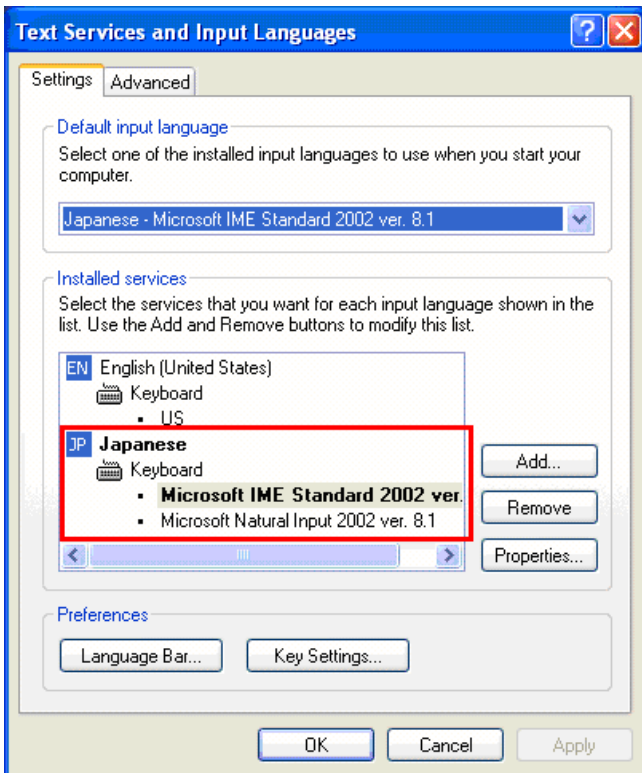 Text Services and Input Languages
Settings
Advanced
Default input language
Select one of the installed input languages to use when you start your
computer.
Japanese - Microsoft IME Standard 2002 ver. 8.1
Installed services
Select the services that you want for each input language shown in the
list. Use the Add and Remove buttons to modify this list.
EN English (United States)
Keyboard
• US
JP Japanese
Keyboard
• Microsoft IME Standard 2002 ver.
• Microsoft Natural Input 2002 ver. 8.1
Add...
Remove
Properties...
Preferences
Language Bar...
Key Settings...
OK
Cancel
Apply